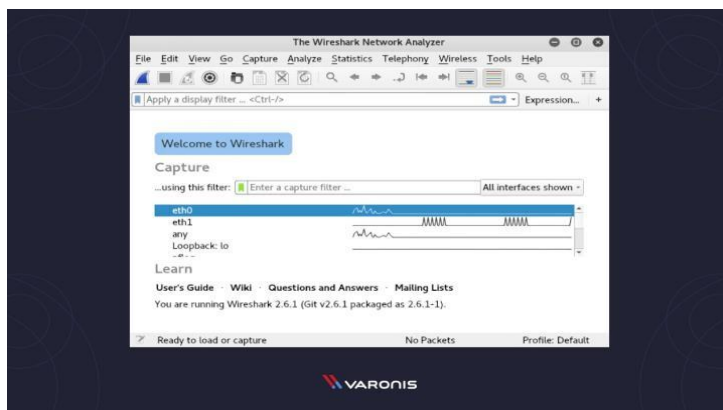 The Wireshark Network Analyzer
File Edit View Go Capture Analyze Statistics Telephony Wireless Tools Help
Apply a display filter ... <Ctrl-/>
Expression... +
Welcome to Wireshark
Capture
...using this filter: Enter a capture filter ...
All interfaces shown
eth0
eth1
any
Loopback: lo
Learn
User's Guide · Wiki · Questions and Answers · Mailing Lists
You are running Wireshark 2.6.1 (Git v2.6.1 packaged as 2.6.1-1).
Ready to load or capture
No Packets
Profile: Default
VARONIS